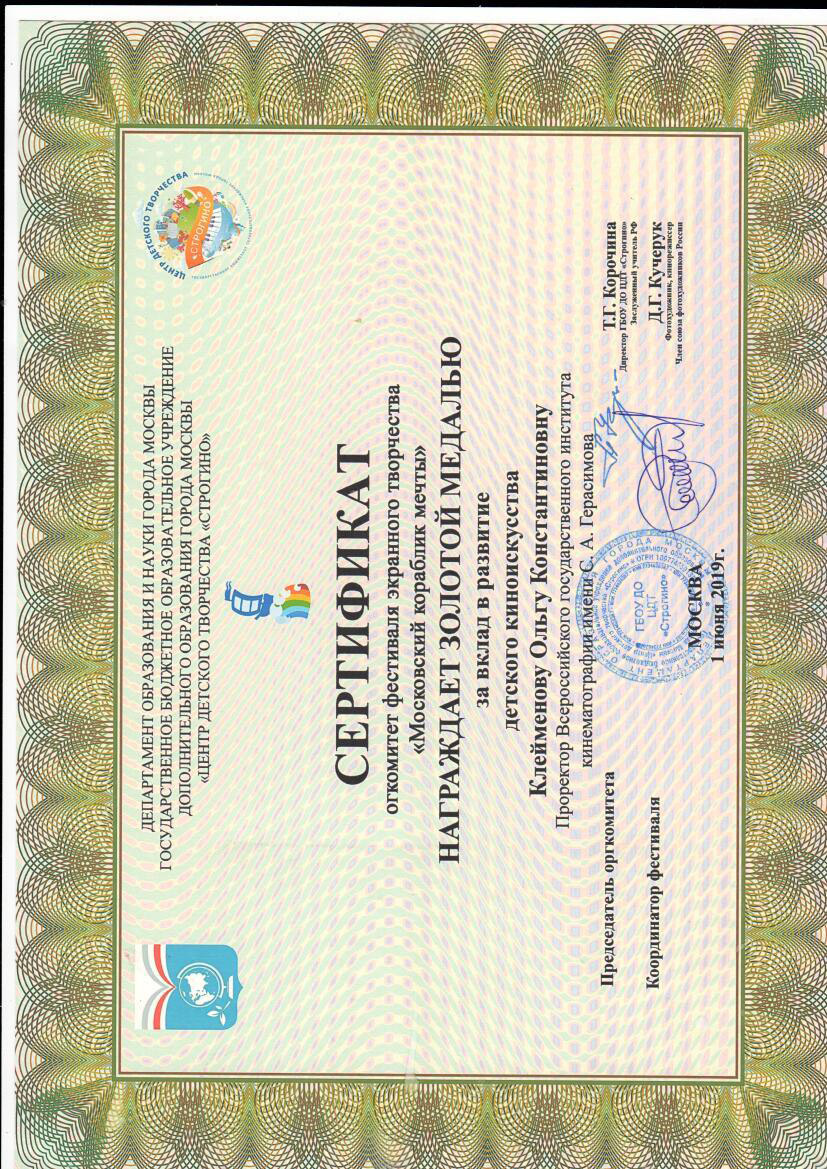 ДЕПАРТАМЕНТ ОБРАЗОВАНИЯ И НАУКИ ГОРОДА МОСКВЫ
ГОСУДАРСТВЕННОЕ БЮДЖЕТНОЕ ОБРАЗОВАТЕЛЬНОЕ УЧРЕЖДЕНИЕ
ДОПОЛНИТЕЛЬНОГО ОБРАЗОВАНИЯ ГОРОДА МОСКВЫ
«ЦЕНТР ДЕТСКОГО ТВОРЧЕСТВА «СТРОГИНО»
ЦЕНТР ДЕТСКОГО ТВОРЧЕСТВА
«СТРОГИНО»
СЕРТИФИКАТ
огкомитет фестиваля экранного творчества
«Московский кораблик мечты»
НАГРАЖДАЕТ ЗОЛОТОЙ МЕДАЛЬЮ
за вклад в развитие
детского киноискусства
Клейменову Ольгу Константиновну
Проректор Всероссийского государственного института
кинематографии имени С. А. Герасимова
Председатель оргкомитета
Т.Г. Корочина
Директор ГБОУ ДО ЦДТ «Строгино»
Заслуженный учитель РФ
Координатор фестиваля
Д.Г. Кучерук
Фотохудожник, кинорежиссер
Член союза фотохудожников России
ГБОУ ДО
ЦДТ
«Строгино»
МОСКВА
1 июня 2019г.